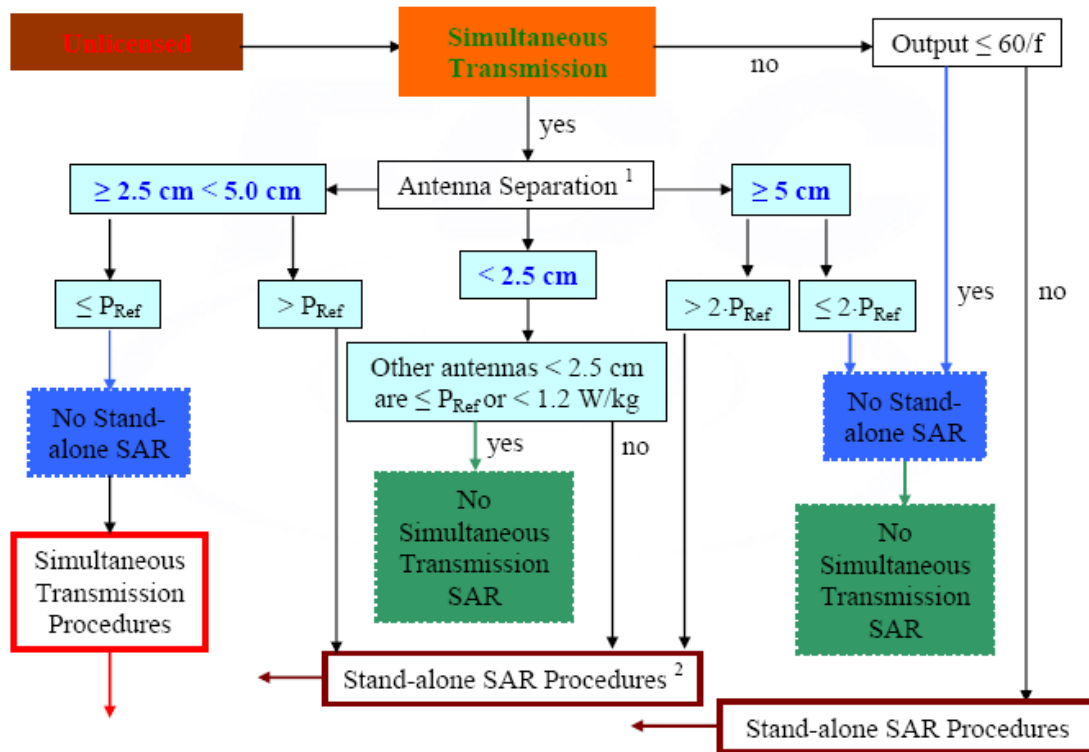 Unlicensed
Simultaneous
Transmission
no
Output ≤ 60/f
yes
≥ 2.5 cm < 5.0 cm
Antenna Separation 1
≥ 5 cm
< 2.5 cm
yes
no
≤ PRef
> PRef
> 2·PRef
≤ 2·PRef
Other antennas < 2.5 cm
are ≤ PRef or < 1.2 W/kg
No Stand-
alone SAR
No Stand-
alone SAR
yes
no
No
Simultaneous
Transmission
SAR
No
Simultaneous
Transmission
SAR
Simultaneous
Transmission
Procedures
Stand-alone SAR Procedures 2
Stand-alone SAR Procedures